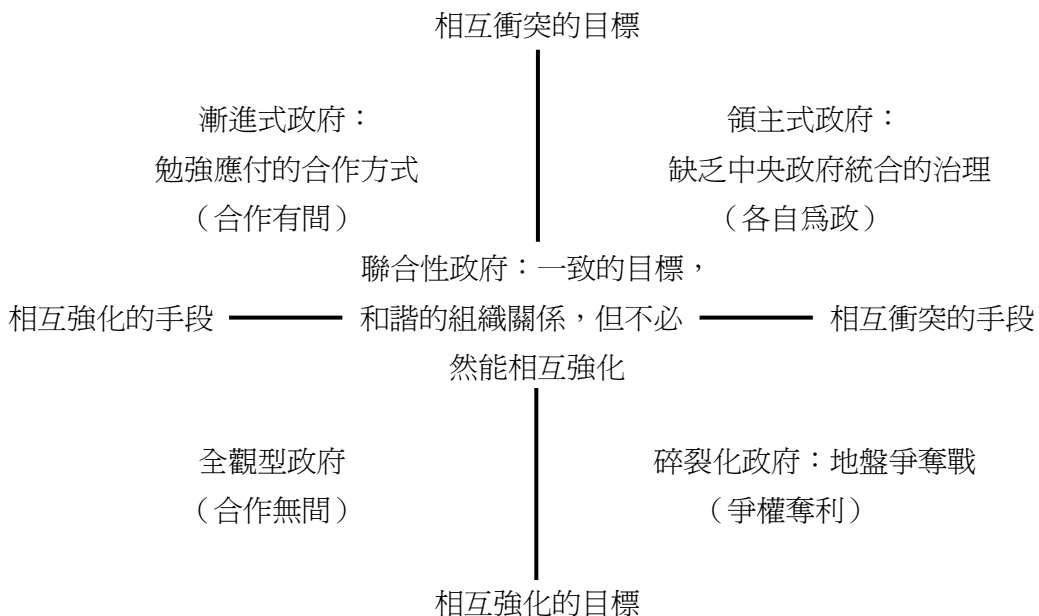 相互衝突的目標
漸進式政府：
勉強應付的合作方式
（合作有間）
領主式政府：
缺乏中央政府統合的治理
（各自爲政）
聯合性政府：一致的目標，
相互強化的手段
和諧的組織關係，但不必
相互衝突的手段
然能相互強化
全觀型政府
（合作無間）
碎裂化政府：地盤爭奪戰
（爭權奪利）
相互強化的目標